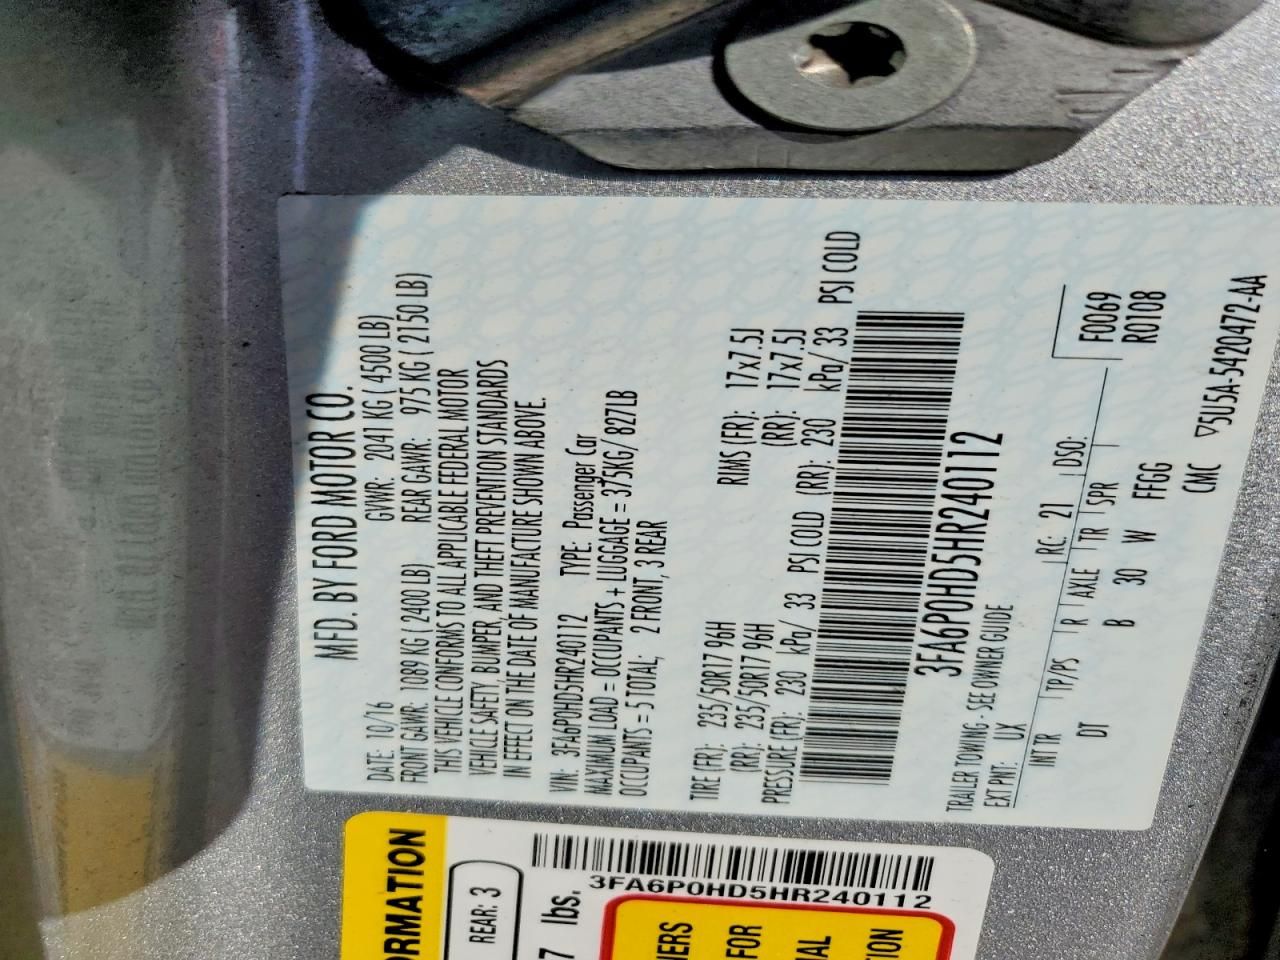 MFD. BY FORD MOTOR CO.
DATE: 10/16 GVWR: 2041 KG ( 4500 LB)
FRONT GAWR: 1089 KG ( 2400 LB) REAR GAWR: 975 KG ( 2150 LB)
THIS VEHICLE CONFORMS TO ALL APPLICABLE FEDERAL MOTOR
VEHICLE SAFETY, BUMPER, AND THEFT PREVENTION STANDARDS
IN EFFECT ON THE DATE OF MANUFACTURE SHOWN ABOVE.
VIN: 3FA6P0HD5HR240112 TYPE: Passenger Car
MAXIMUM LOAD = OCCUPANTS + LUGGAGE = 375KG/ 827LB
OCCUPANTS = 5 TOTAL, 2 FRONT, 3 REAR
TIRE (FR): 235/50R17 96H RIMS (FR): 17x7.5J
(RR): 235/50R17 96H (RR): 17x7.5J
PRESSURE (FR): 230 kPa/ 33 PSI COLD (RR): 230 kPa/ 33 PSI COLD
3FA6P0HD5HR240112
TRAILER TOWING - SEE OWNER GUIDE
EXT PNT: UX RC: 21 DSO: F0069
INT TR TP/PS R AXLE TR SPR R0108
DT B 30 W FFGG
CMC ▽5U5A-5420472-AA
ORMATION
REAR: 3
7 lbs.
3FA6P0HD5HR240112
NERS
FOR
AL
ION